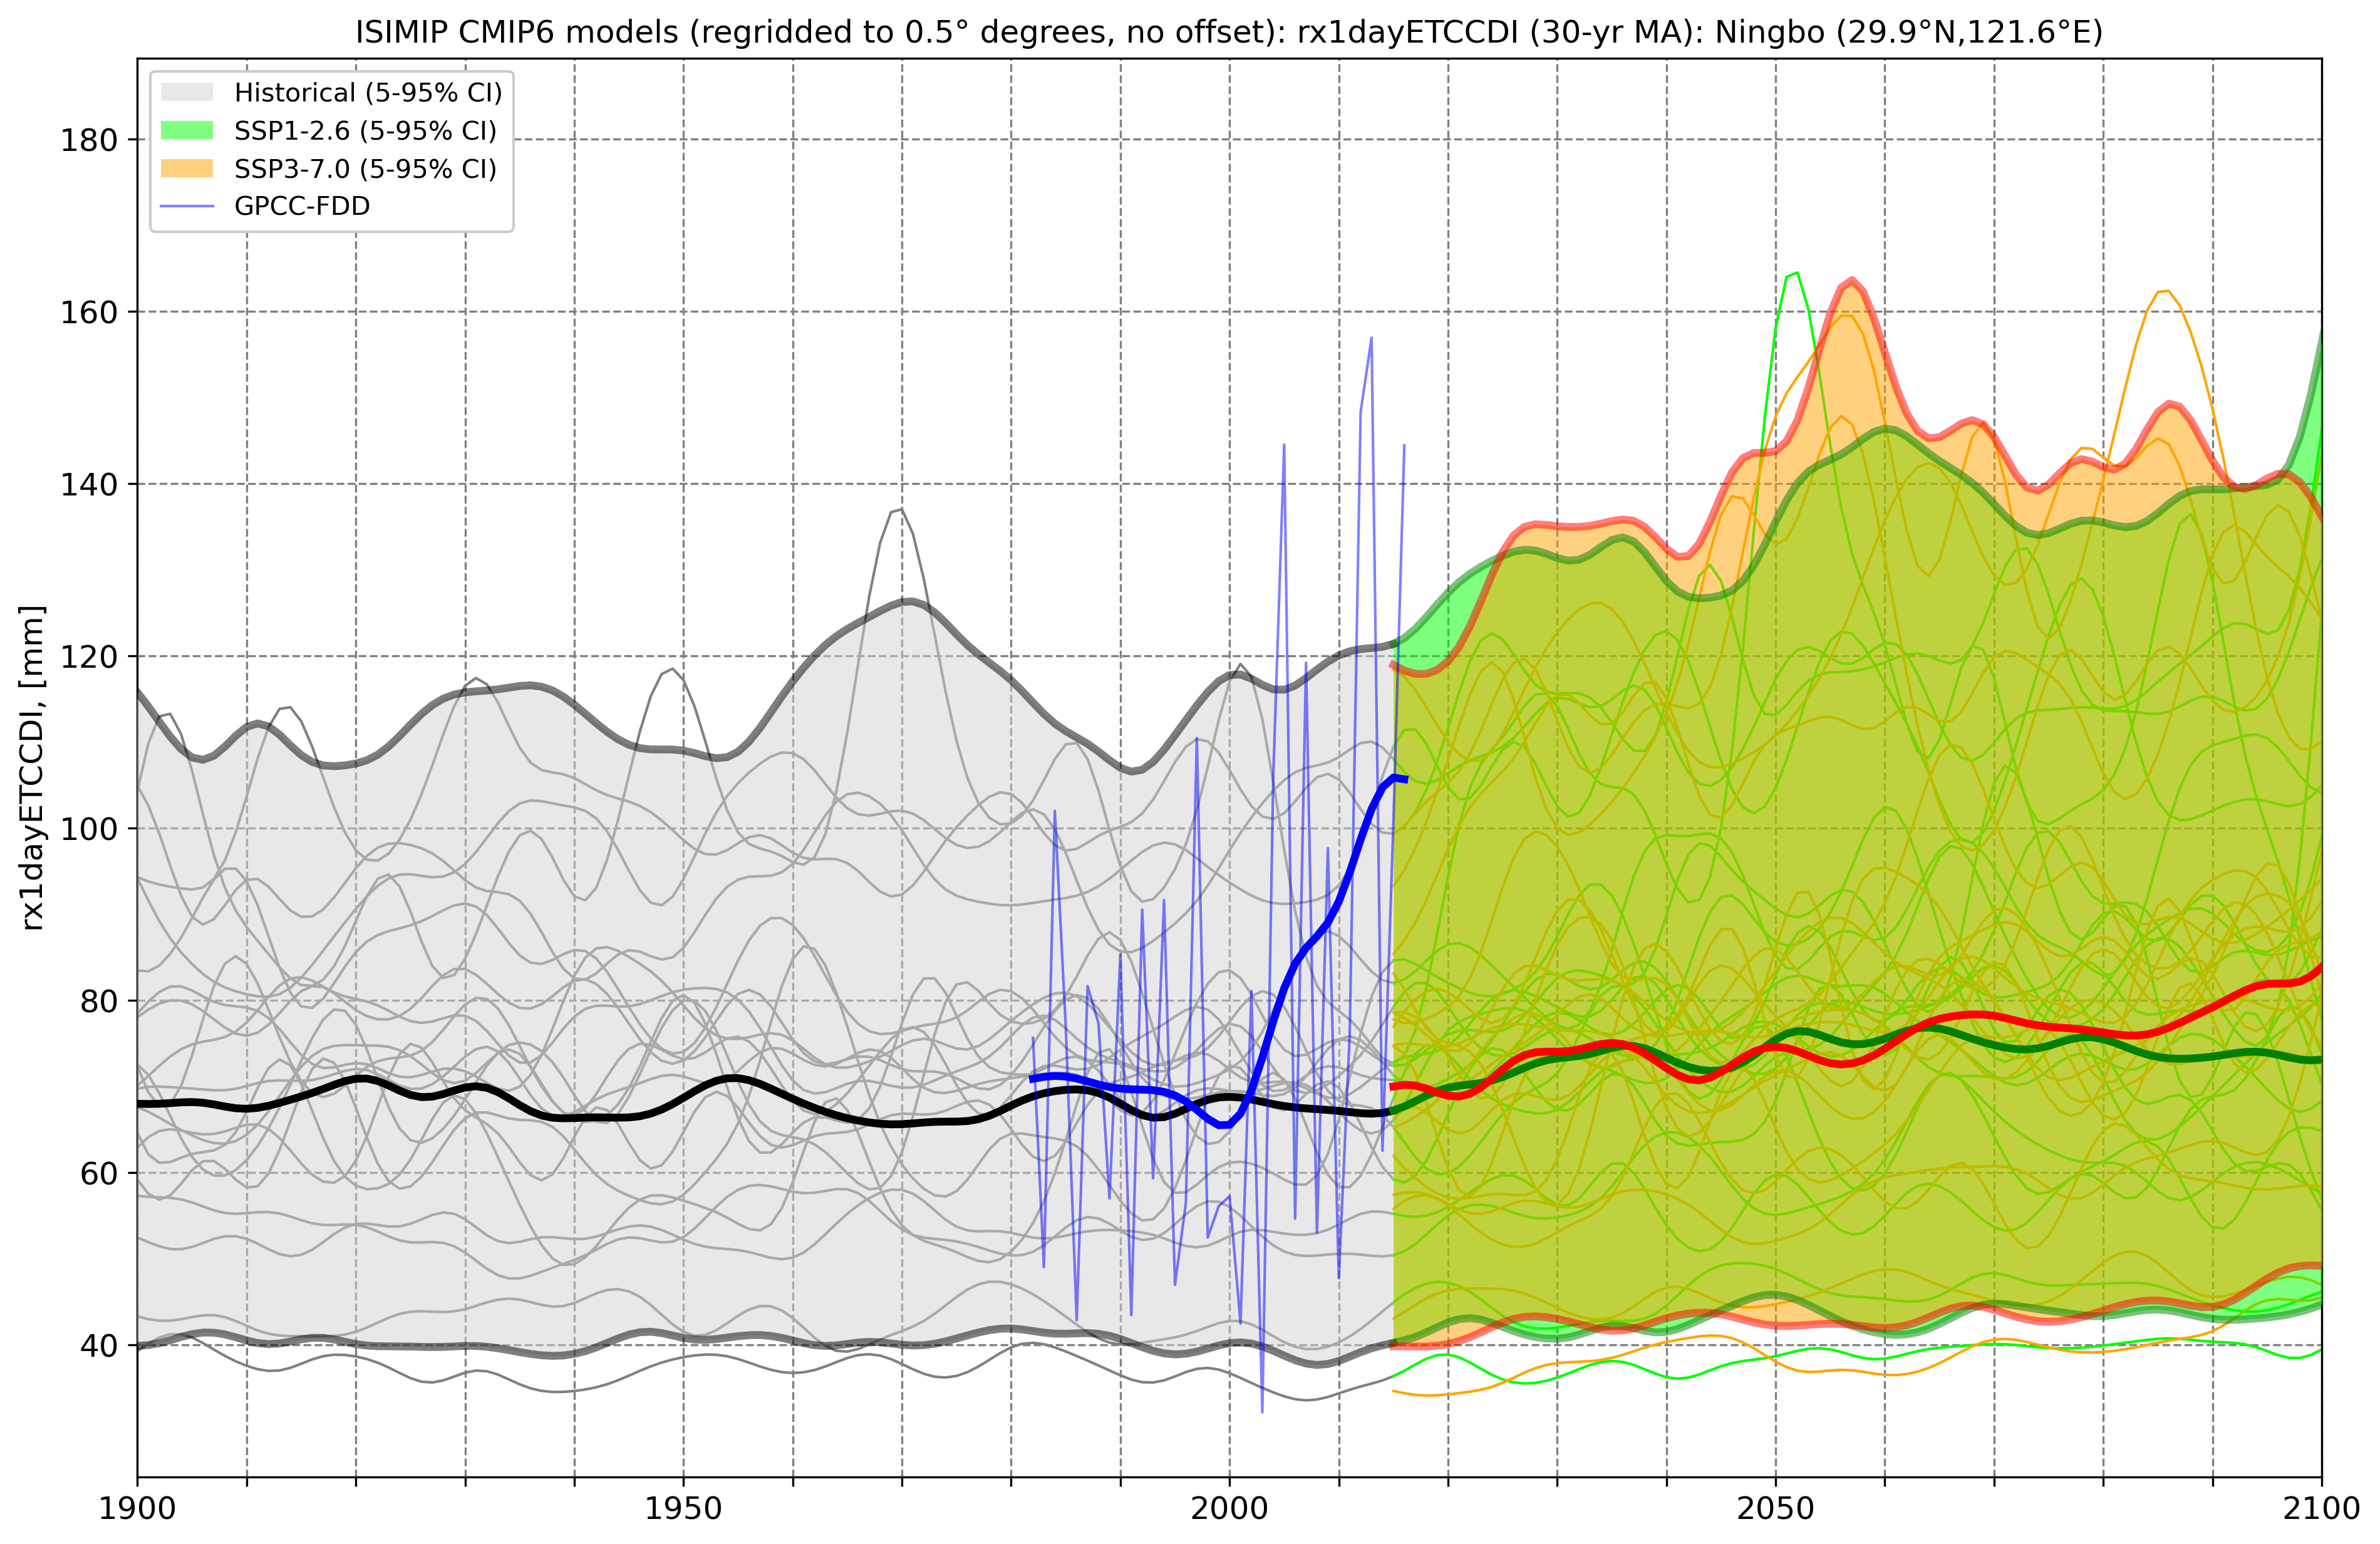 ISIMIP CMIP6 models (regridded to 0.5° degrees, no offset): rx1dayETCCDI (30-yr MA): Ningbo (29.9°N,121.6°E)
Historical (5-95% CI)
SSP1-2.6 (5-95% CI)
SSP3-7.0 (5-95% CI)
GPCC-FDD
rx1dayETCCDI, [mm]
180
160
140
120
100
80
60
40
1900 1950 2000 2050 2100